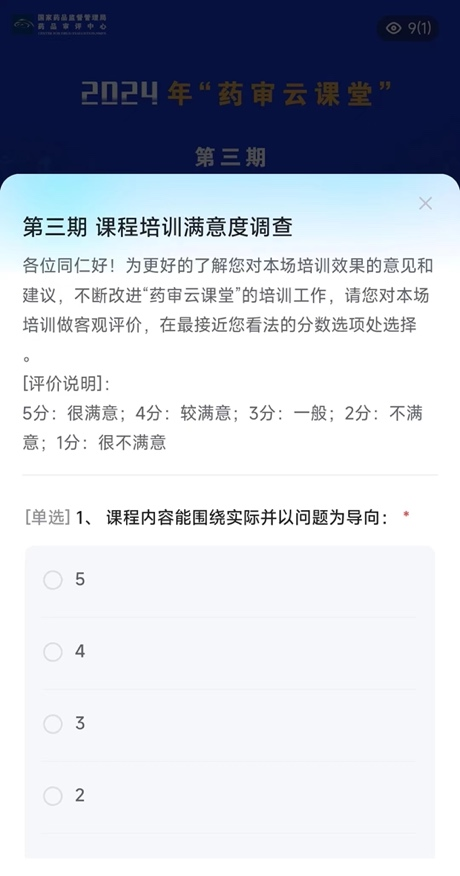 国家药品监督管理局
药品审评中心
9(1)
2024年“药审云课堂”
第三期
第三期 课程培训满意度调查
各位同仁好！为更好的了解您对本场培训效果的意见和
建议，不断改进“药审云课堂”的培训工作，请您对本场
培训做客观评价，在最接近您看法的分数选项处选择
。
[评价说明]：
5分：很满意；4分：较满意；3分：一般；2分：不满
意；1分：很不满意
[单选] 1、 课程内容能围绕实际并以问题为导向： *
5
4
3
2